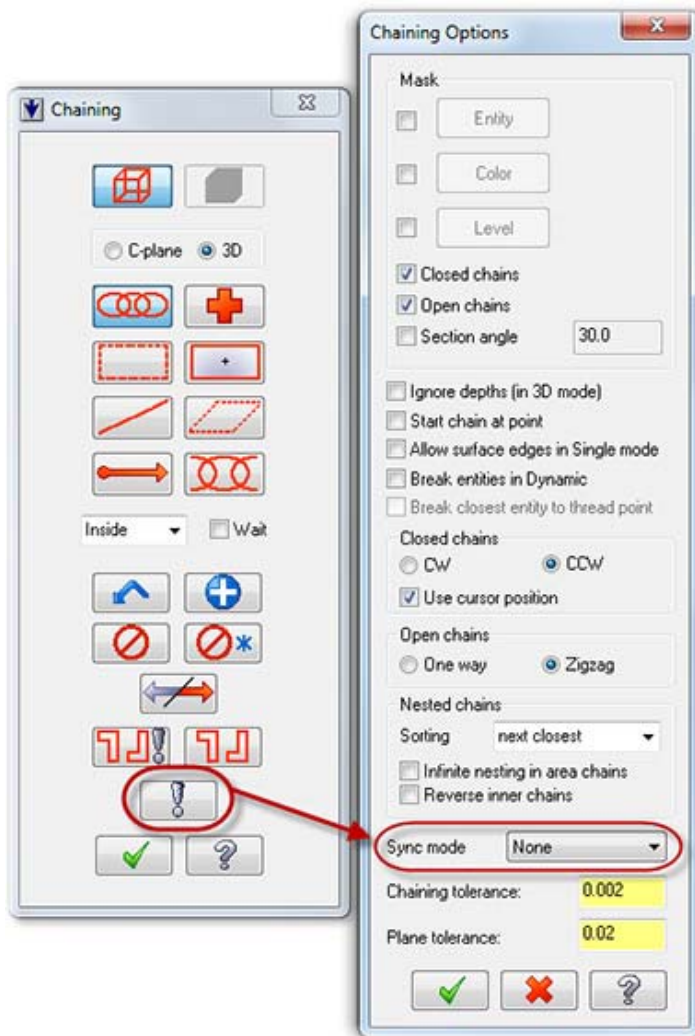 Chaining
C-plane 3D
Inside Wait
Chaining Options
Mask
Entity
Color
Level
Closed chains
Open chains
Section angle 30.0
Ignore depths (in 3D mode)
Start chain at point
Allow surface edges in Single mode
Break entities in Dynamic
Break closest entity to thread point
Closed chains
CW CCW
Use cursor position
Open chains
One way Zigzag
Nested chains
Sorting next closest
Infinite nesting in area chains
Reverse inner chains
Sync mode None
Chaining tolerance: 0.002
Plane tolerance: 0.02